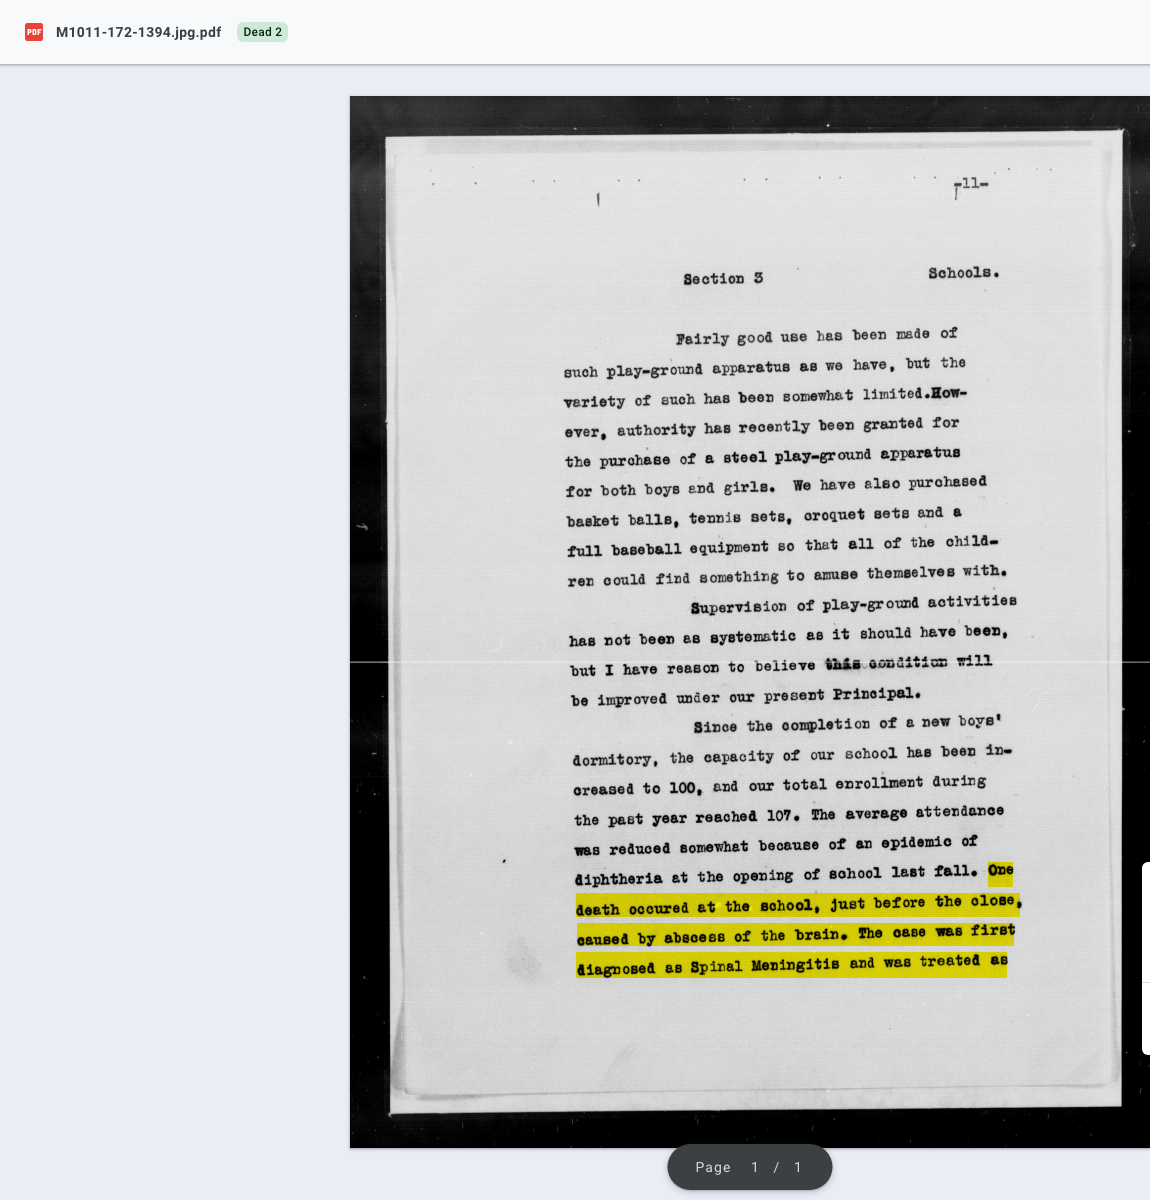 PDF M1011-172-1394.jpg.pdf Dead 2
-11-
Section 3 Schools.
Fairly good use has been made of
such play-ground apparatus as we have, but the
variety of such has been somewhat limited.How-
ever, authority has recently been granted for
the purchase of a steel play-ground apparatus
for both boys and girls. We have also purchased
basket balls, tennis sets, croquet sets and a
full baseball equipment so that all of the child-
ren could find something to amuse themselves with.
Supervision of play-ground activities
has not been as systematic as it should have been,
but I have reason to believe this condition will
be improved under our present Principal.
Since the completion of a new boys'
dormitory, the capacity of our school has been in-
creased to 100, and our total enrollment during
the past year reached 107. The average attendance
was reduced somewhat because of an epidemic of
diphtheria at the opening of school last fall. One
death occured at the school, just before the close,
caused by abscess of the brain. The case was first
diagnosed as Spinal Meningitis and was treated as
Page 1 / 1